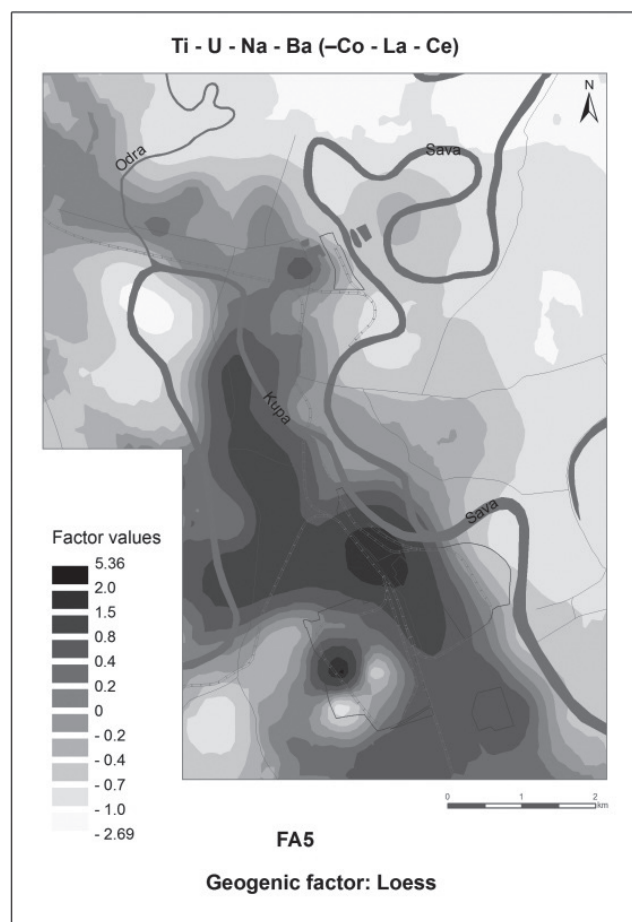 Ti - U - Na - Ba (–Co - La - Ce)
N
Odra
Sava
Kupa
Sava
Factor values
5.36
2.0
1.5
0.8
0.4
0.2
0
- 0.2
- 0.4
- 0.7
- 1.0
- 2.69
0 1 2
km
FA5
Geogenic factor: Loess